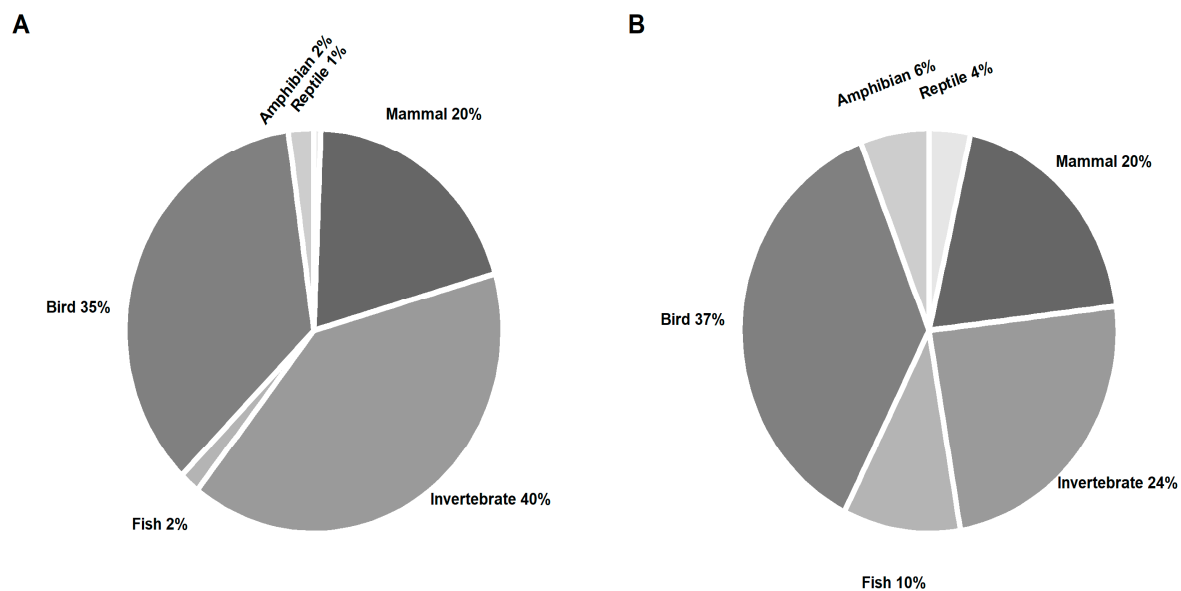 A
Amphibian 2%
Reptile 1%
Mammal 20%
Bird 35%
Invertebrate 40%
Fish 2%
B
Amphibian 6%
Reptile 4%
Mammal 20%
Bird 37%
Invertebrate 24%
Fish 10%